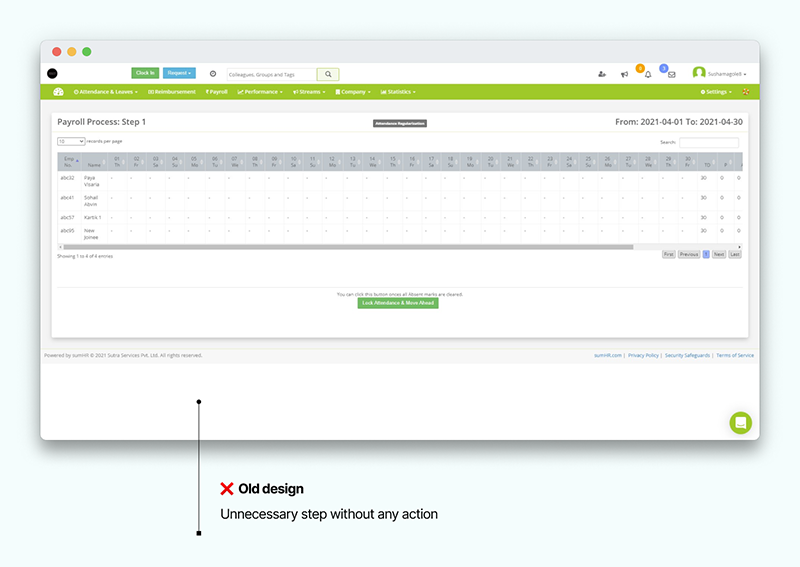 Clock In
Request
Colleagues, Groups and Tags
8
3
Sushamagole8
Attendance & Leaves
Reimbursement
₹ Payroll
Performance
Streams
Company
Statistics
Settings
Payroll Process: Step 1
Attendance Regularisation
From: 2021-04-01 To: 2021-04-30
10 records per page
Search:
Emp No. Name 01 Th 02 Fr 03 Sa 04 Su 05 Mo 06 Tu 07 We 08 Th 09 Fr 10 Sa 11 Su 12 Mo 13 Tu 14 We 15 Th 16 Fr 17 Sa 18 Su 19 Mo 20 Tu 21 We 22 Th 23 Fr 24 Sa 25 Su 26 Mo 27 Tu 28 We 29 Th 30 Fr TD P
abc32 Paya Visaria - - - - - - - - - - - - - - - - - - - - - - - - - - - - - - 30 0 0
abc41 Sohail Abvin - - - - - - - - - - - - - - - - - - - - - - - - - - - - - - 30 0 0
abc57 Kartik 1 - - - - - - - - - - - - - - - - - - - - - - - - - - - - - - 30 0 0
abc95 New Joinee - - - - - - - - - - - - - - - - - - - - - - - - - - - - - - 30 0 0
Showing 1 to 4 of 4 entries
First Previous 1 Next Last
You can click this button onces all Absent marks are cleared.
Lock Attendance & Move Ahead
Powered by sumHR © 2021 Sutra Services Pvt. Ltd. All rights reserved.
sumHR.com | Privacy Policy | Security Safeguards | Terms of Service
❌ Old design
Unnecessary step without any action